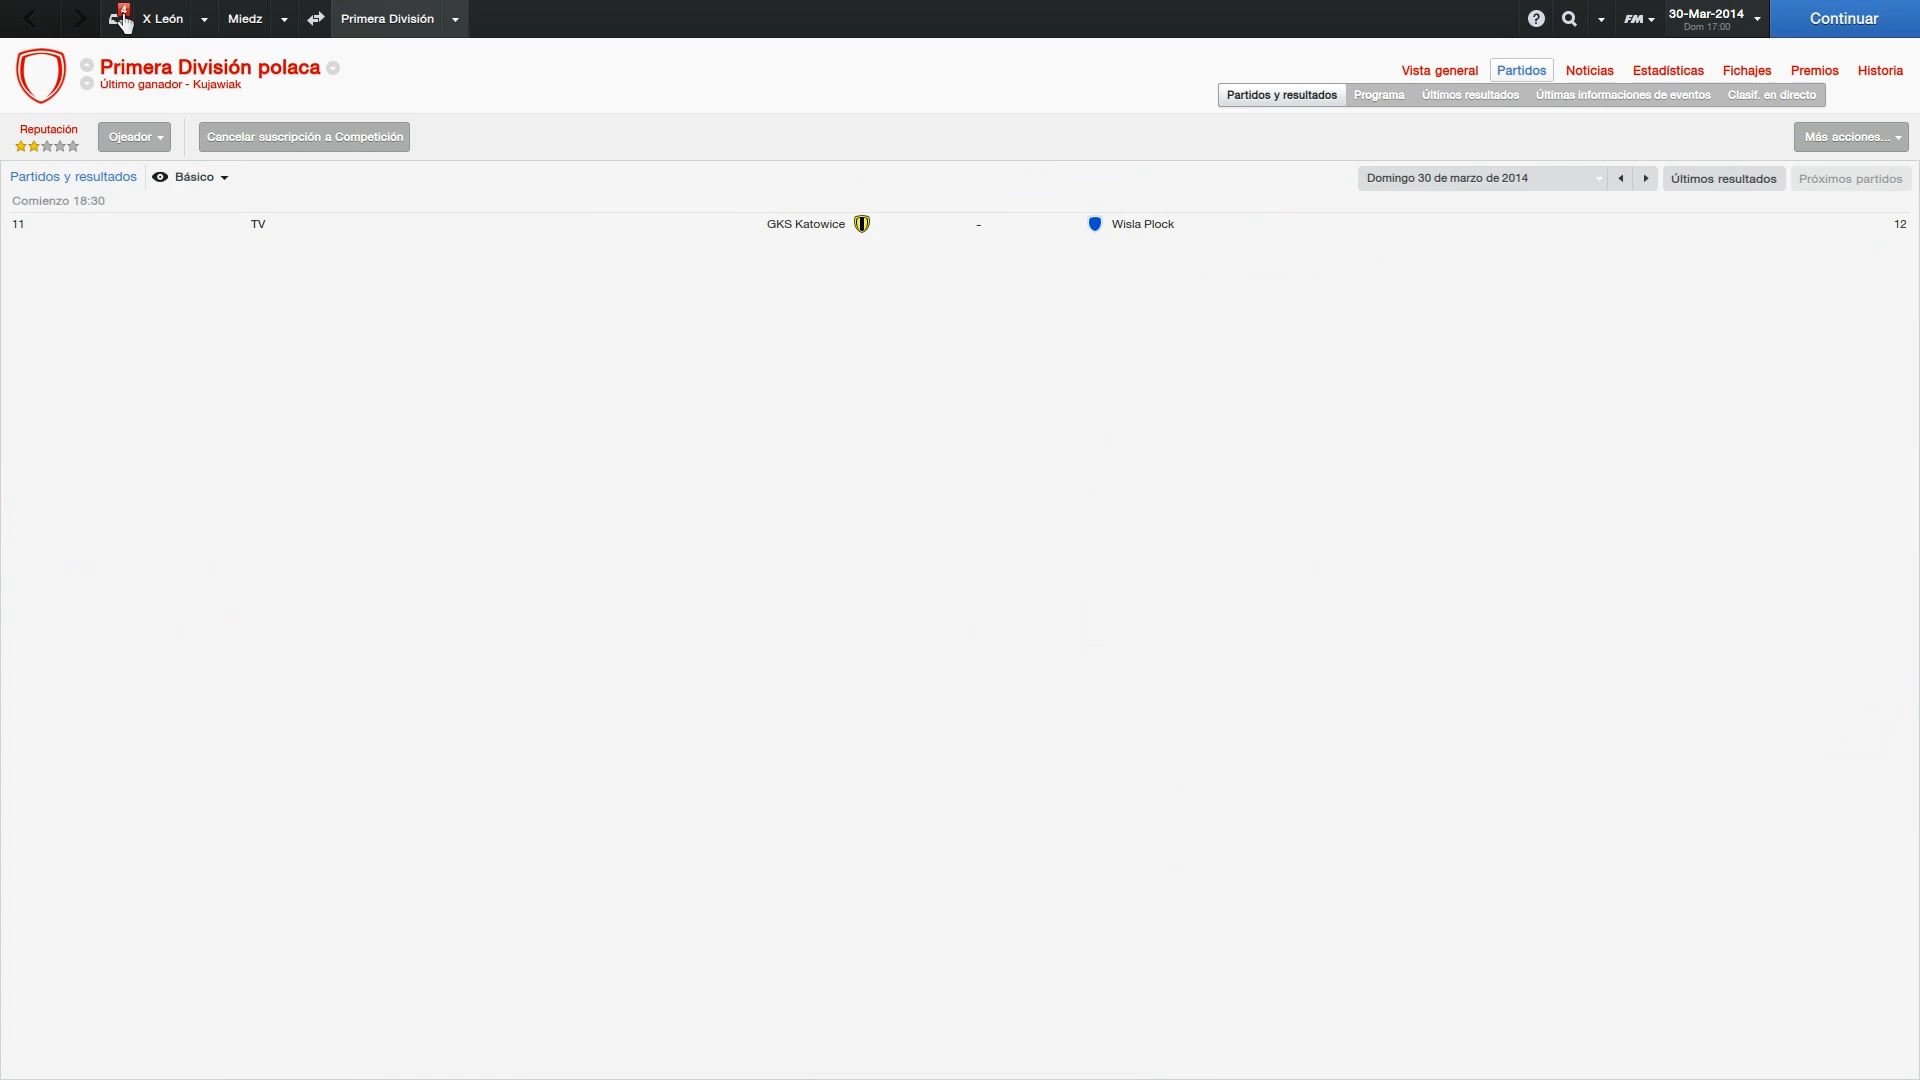 4 X León Miedz Primera División FM 30-Mar-2014 Continuar
Dom 17:00
Primera División polaca
Último ganador - Kujawiak
Vista general Partidos Noticias Estadísticas Fichajes Premios Historia
Partidos y resultados Programa Últimos resultados Últimas informaciones de eventos Clasif. en directo
Reputación
Ojeador Cancelar suscripción a Competición Más acciones...
Partidos y resultados Básico Domingo 30 de marzo de 2014 Últimos resultados Próximos partidos
Comienzo 18:30
11 TV GKS Katowice - Wisla Plock 12